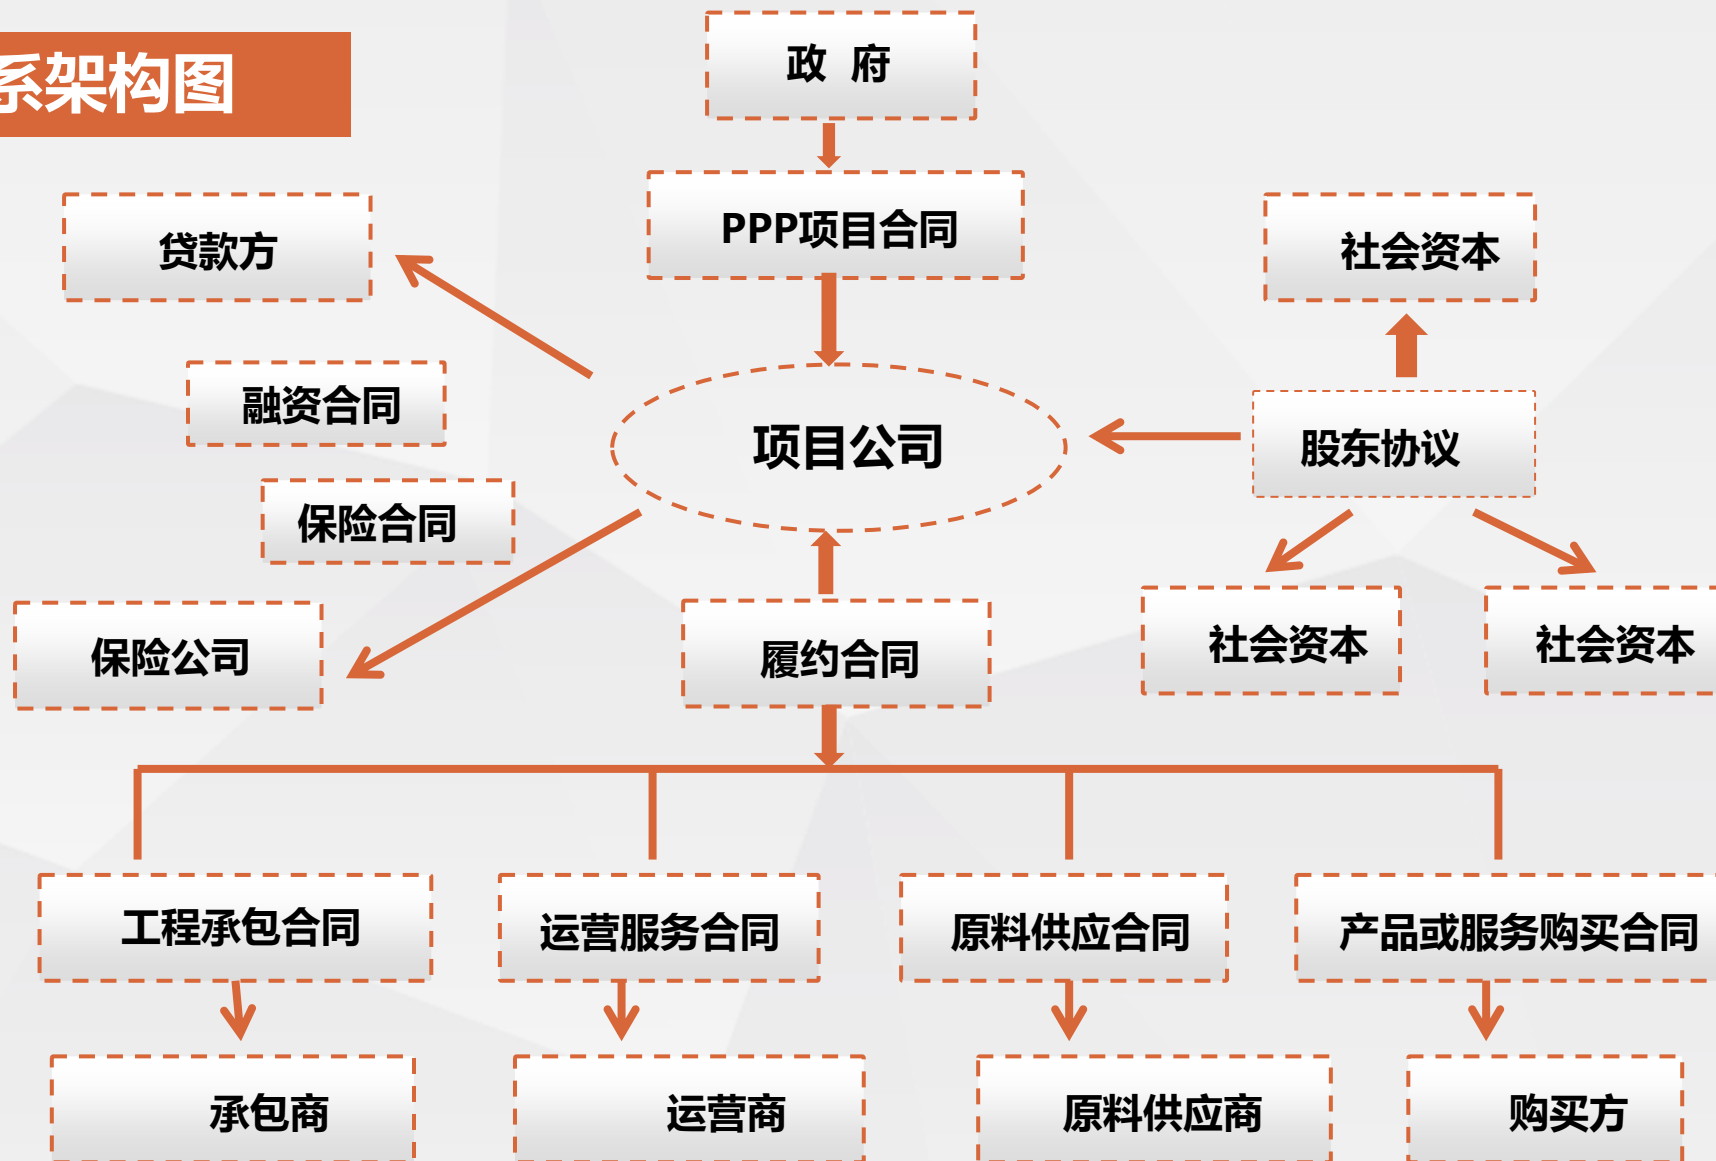 系架构图
政 府
PPP项目合同
贷款方
社会资本
融资合同
项目公司
股东协议
保险合同
保险公司
履约合同
社会资本
社会资本
工程承包合同
运营服务合同
原料供应合同
产品或服务购买合同
承包商
运营商
原料供应商
购买方